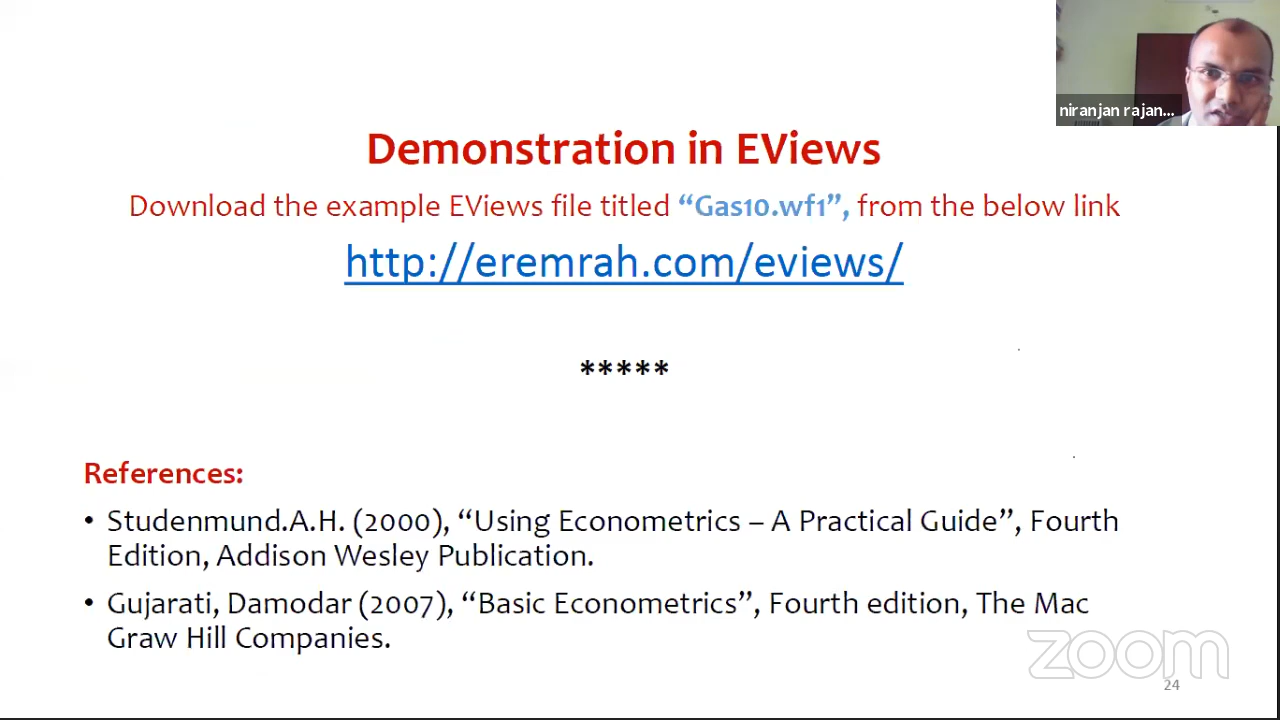 niranjan rajan...
Demonstration in EViews
Download the example EViews file titled “Gas10.wf1”, from the below link
http://eremrah.com/eviews/
*****
References:
• Studenmund.A.H. (2000), “Using Econometrics – A Practical Guide”, Fourth
Edition, Addison Wesley Publication.
• Gujarati, Damodar (2007), “Basic Econometrics”, Fourth edition, The Mac
Graw Hill Companies.
zoom
24